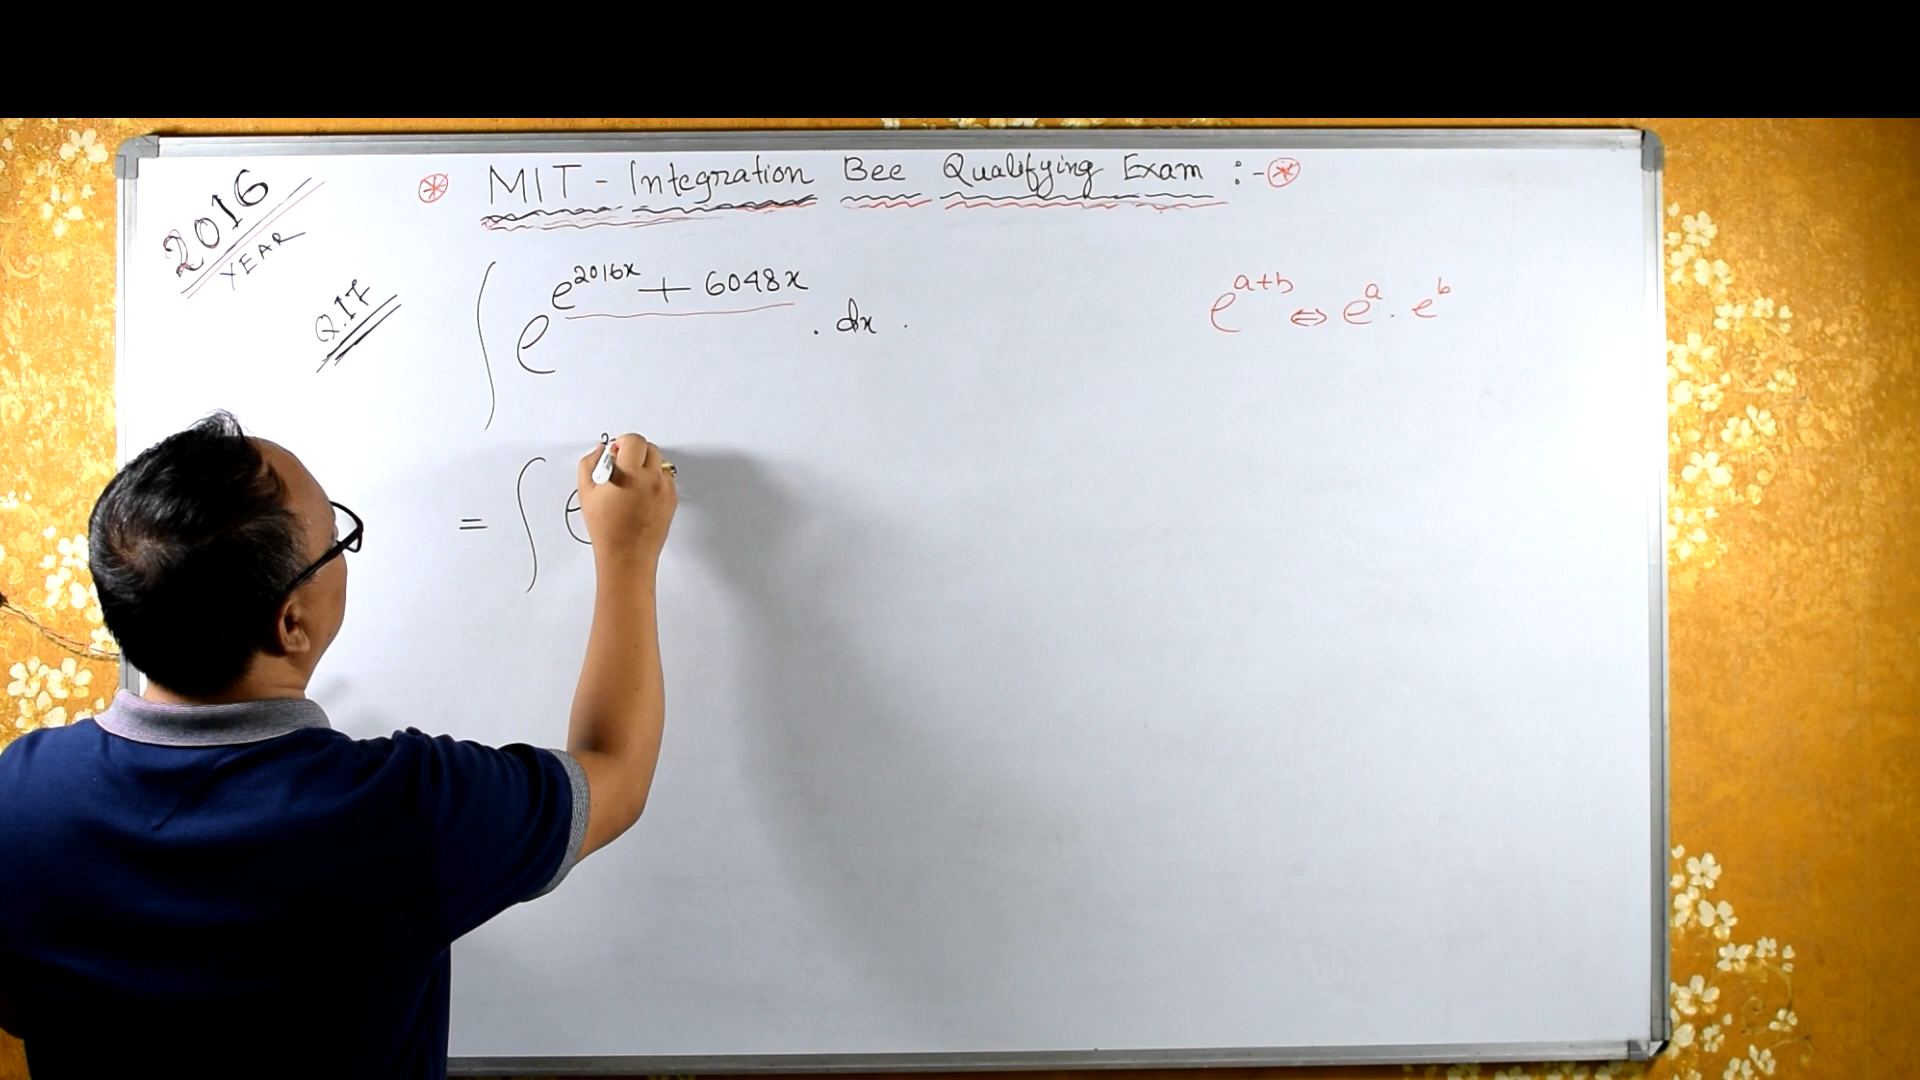 2016
YEAR
⊛ MIT - Integration Bee Qualifying Exam :- ⊛
Q.17
∫ e^{e^{2016x} + 6048x} . dx .
e^{a+b} ⇔ e^a . e^b
= ∫ e